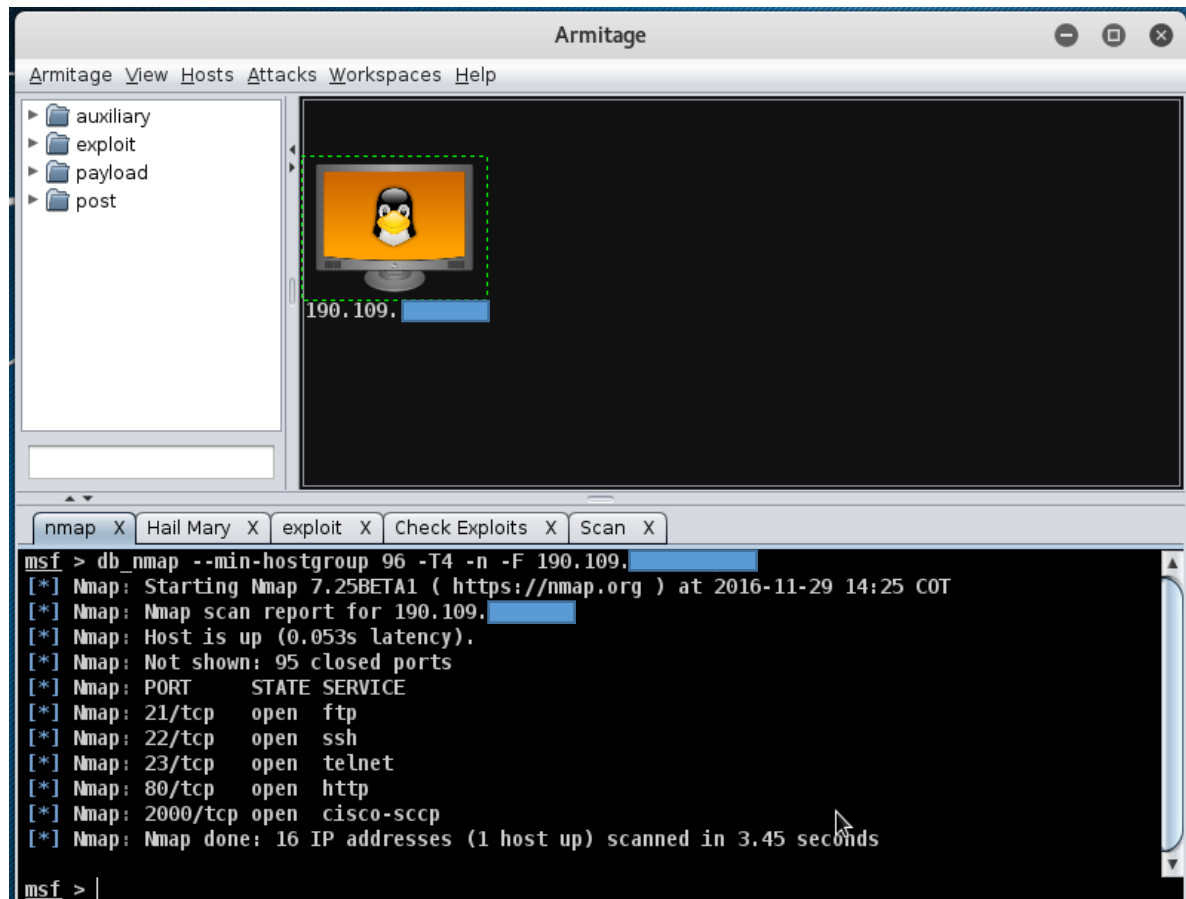 Armitage
Armitage View Hosts Attacks Workspaces Help
auxiliary
exploit
payload
post
190.109.
nmap X Hail Mary X exploit X Check Exploits X Scan X
msf > db_nmap --min-hostgroup 96 -T4 -n -F 190.109.
[*] Nmap: Starting Nmap 7.25BETA1 ( https://nmap.org ) at 2016-11-29 14:25 COT
[*] Nmap: Nmap scan report for 190.109.
[*] Nmap: Host is up (0.053s latency).
[*] Nmap: Not shown: 95 closed ports
[*] Nmap: PORT     STATE SERVICE
[*] Nmap: 21/tcp   open  ftp
[*] Nmap: 22/tcp   open  ssh
[*] Nmap: 23/tcp   open  telnet
[*] Nmap: 80/tcp   open  http
[*] Nmap: 2000/tcp open  cisco-sccp
[*] Nmap: Nmap done: 16 IP addresses (1 host up) scanned in 3.45 seconds
msf >